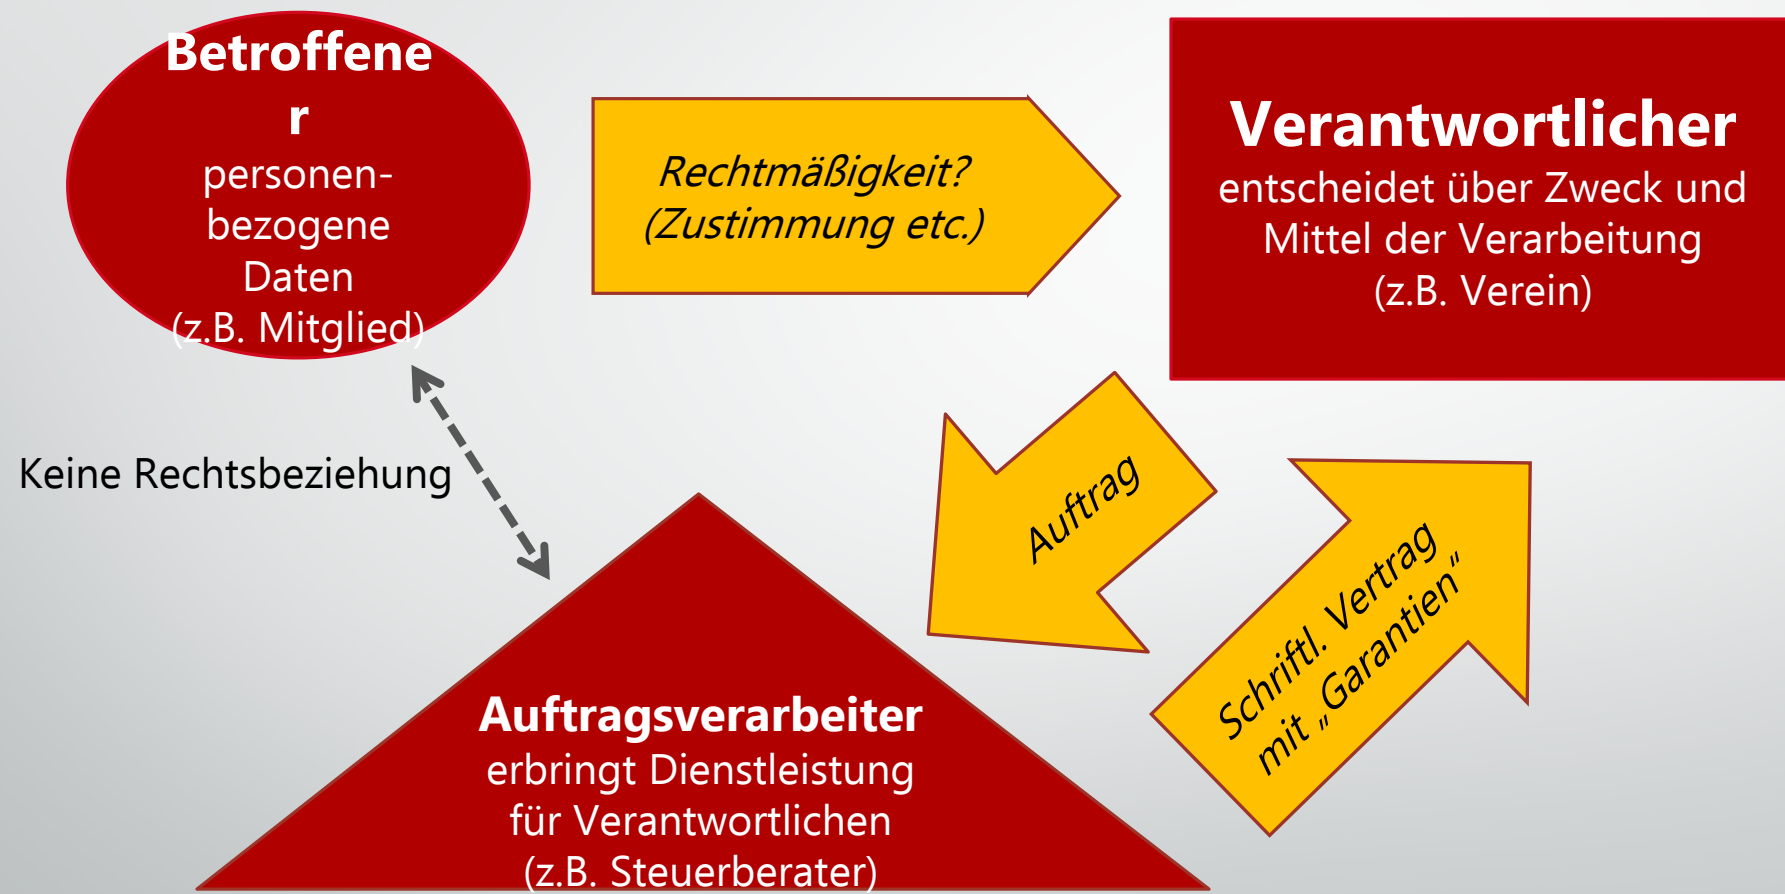 Betroffene
r
personen-
bezogene
Daten
(z.B. Mitglied)
Rechtmäßigkeit?
(Zustimmung etc.)
Verantwortlicher
entscheidet über Zweck und
Mittel der Verarbeitung
(z.B. Verein)
Keine Rechtsbeziehung
Auftrag
Schriftl. Vertrag
mit „Garantien“
Auftragsverarbeiter
erbringt Dienstleistung
für Verantwortlichen
(z.B. Steuerberater)